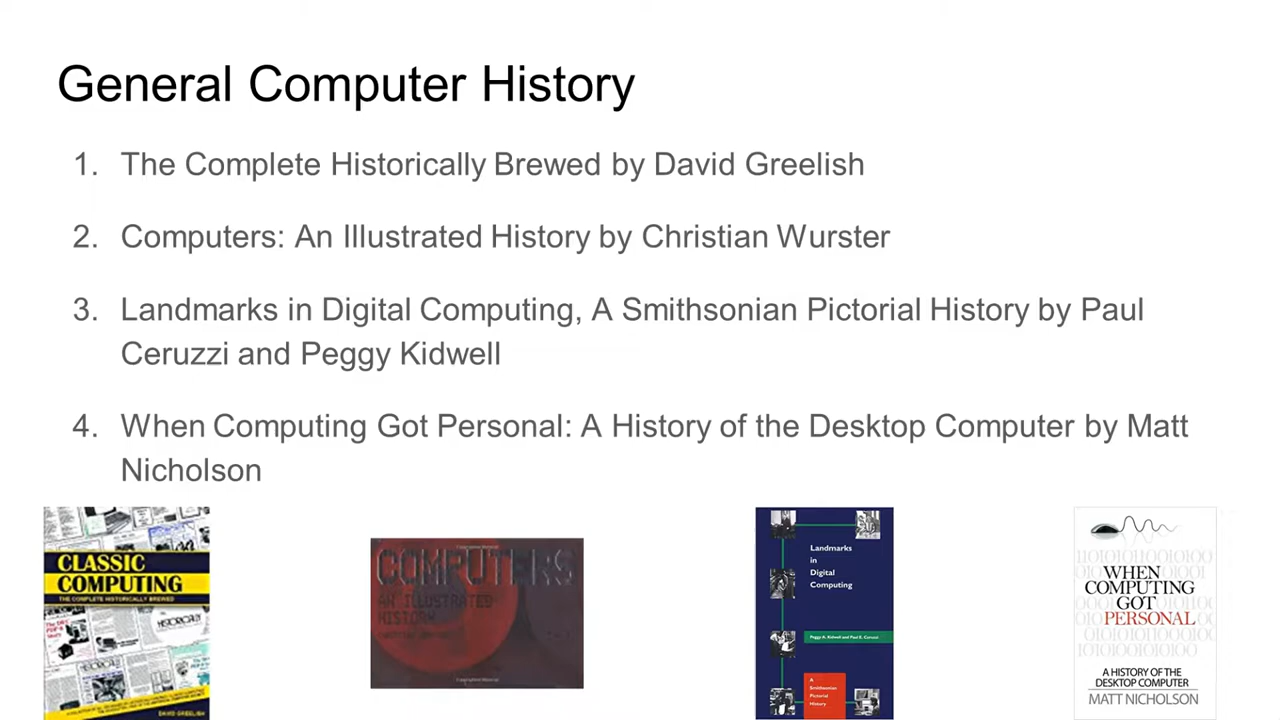 General Computer History
1. The Complete Historically Brewed by David Greelish
2. Computers: An Illustrated History by Christian Wurster
3. Landmarks in Digital Computing, A Smithsonian Pictorial History by Paul
Ceruzzi and Peggy Kidwell
4. When Computing Got Personal: A History of the Desktop Computer by Matt
Nicholson
CLASSIC
COMPUTING
THE COMPLETE HISTORICALLY BREWED
DAVID GREELISH
COMPUTERS
AN ILLUSTRATED
HISTORY
Landmarks
in
Digital
Computing
Peggy A. Kidwell and Paul E. Ceruzzi
A
Smithsonian
Pictorial
History
WHEN
COMPUTING
GOT
PERSONAL
A HISTORY OF THE
DESKTOP COMPUTER
MATT NICHOLSON